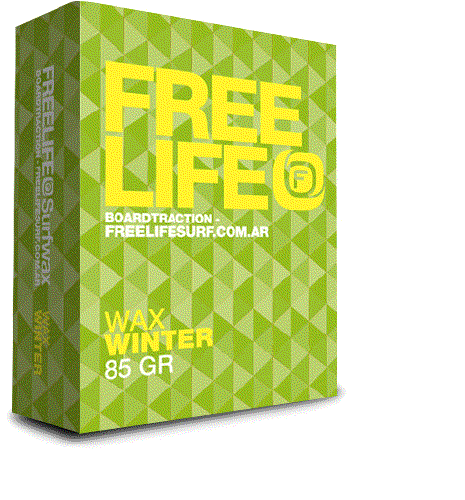 FREE
LIFE
F
BOARDTRACTION -
FREELIFESURF.COM.AR
WAX
WINTER
85 GR
FREELIFE@Surfwax
BOARDTRACTION - FREELIFESURF.COM.AR
WAX
WINTER